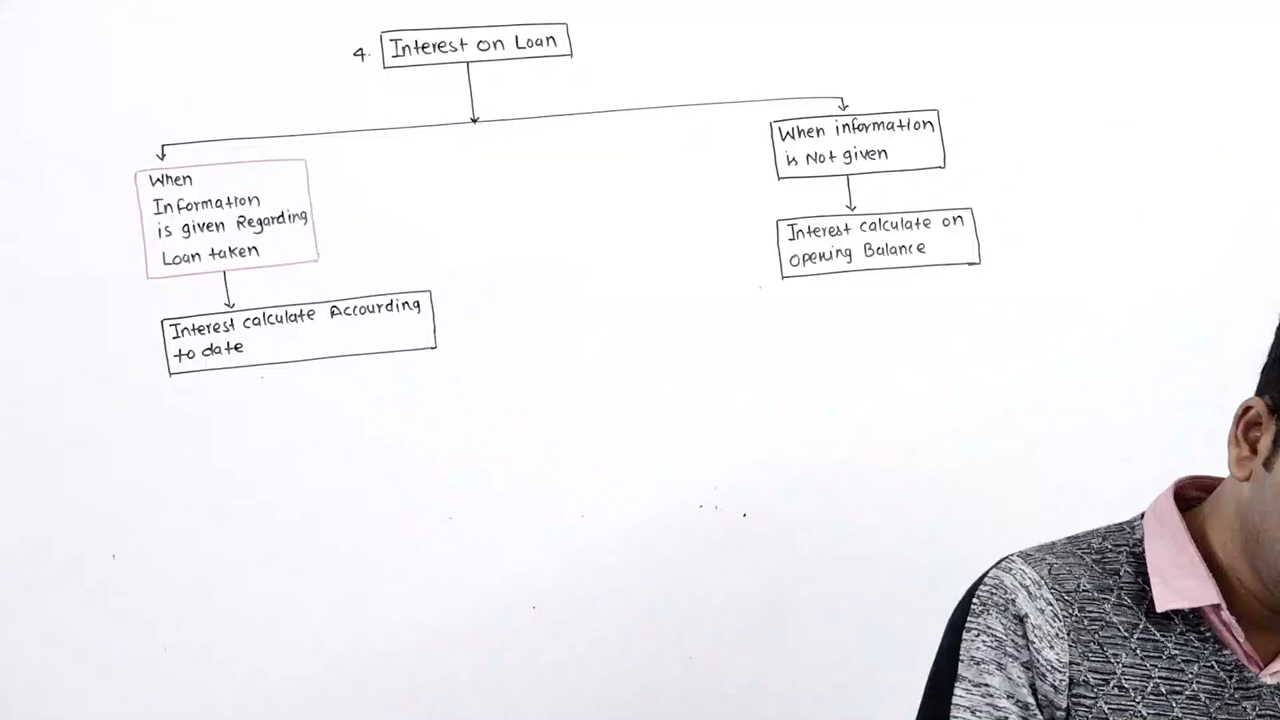 4. Interest on Loan
When
Information
is given Regarding
Loan taken
Interest calculate Accourding
to date
When information
is Not given
Interest calculate on
opening Balance